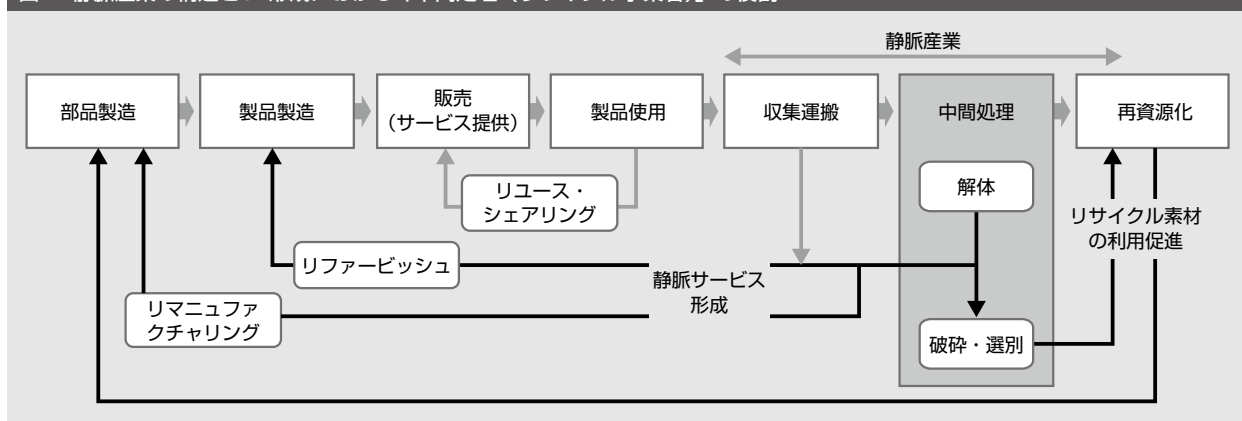 静脈産業
部品製造
製品製造
販売
（サービス提供）
製品使用
収集運搬
中間処理
再資源化
解体
リユース・
シェアリング
リサイクル素材
の利用促進
リファービッシュ
静脈サービス
形成
リマニュファ
クチャリング
破砕・選別